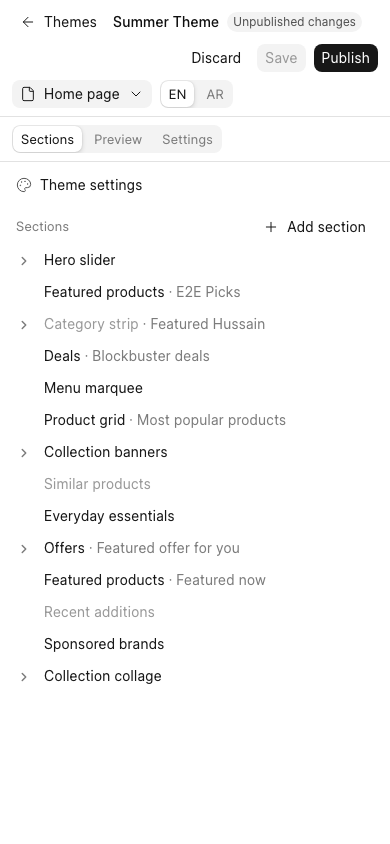 Themes Summer Theme Unpublished changes
Discard Save Publish
Home page EN AR
Sections Preview Settings
Theme settings
Sections Add section
Hero slider
Featured products · E2E Picks
Category strip · Featured Hussain
Deals · Blockbuster deals
Menu marquee
Product grid · Most popular products
Collection banners
Similar products
Everyday essentials
Offers · Featured offer for you
Featured products · Featured now
Recent additions
Sponsored brands
Collection collage